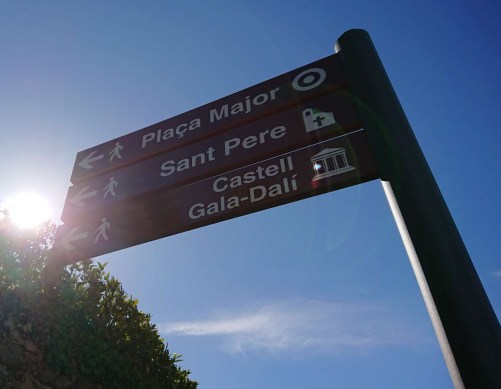 Plaça Major
Sant Pere
Castell
Gala-Dalí